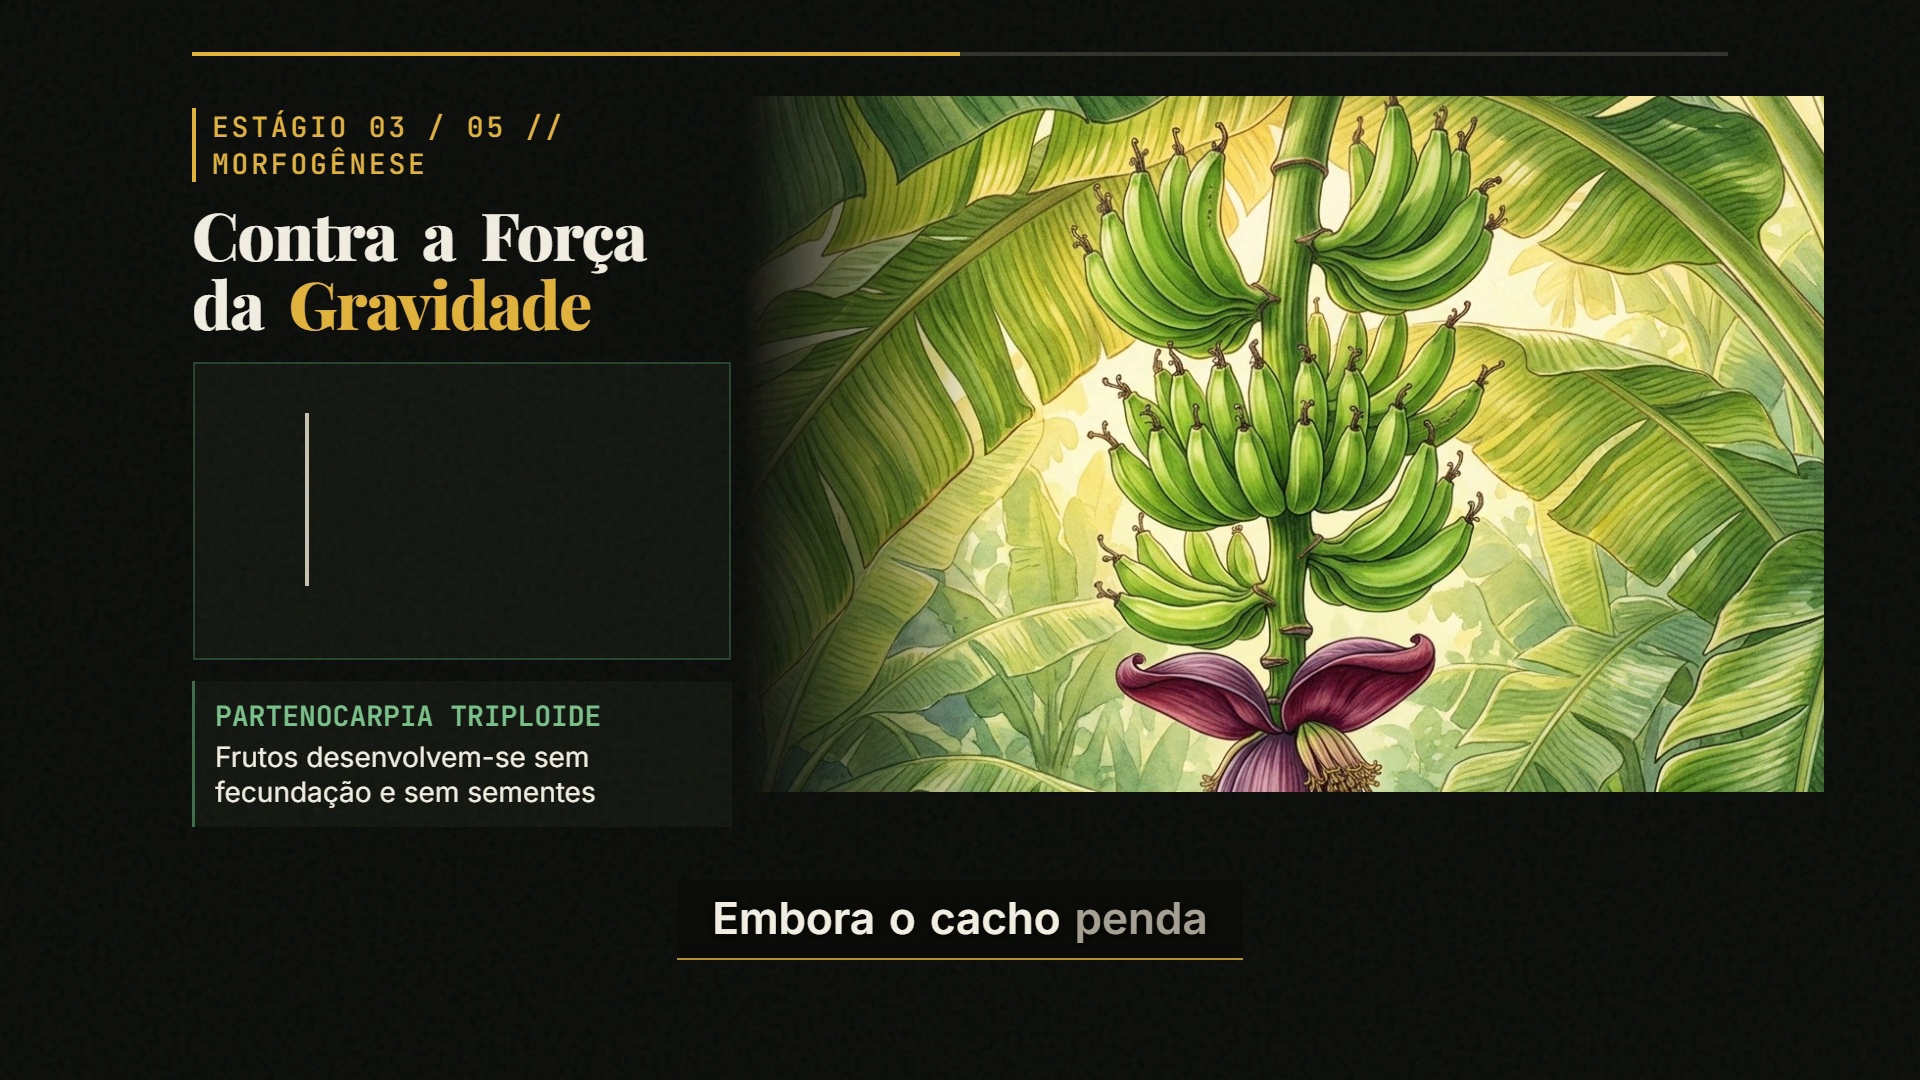 ESTÁGIO 03 / 05 //
MORFOGÊNESE
Contra a Força
da Gravidade
PARTENOCARPIA TRIPLOIDE
Frutos desenvolvem-se sem
fecundação e sem sementes
Embora o cacho penda